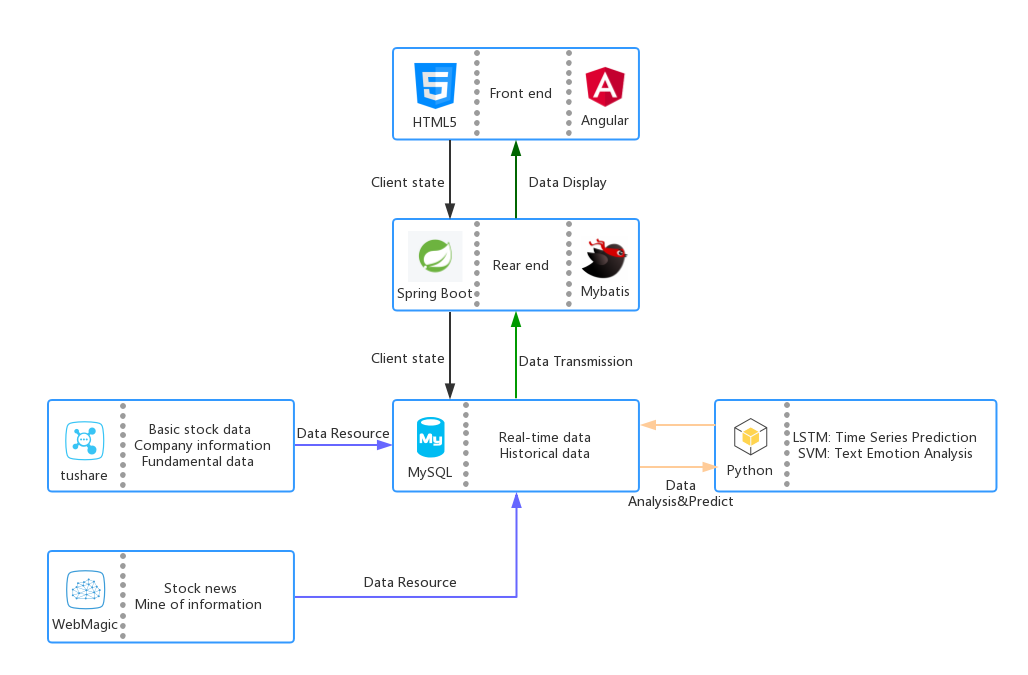 HTML5
Front end
Angular
Client state
Data Display
Spring Boot
Rear end
Mybatis
Client state
Data Transmission
tushare
Basic stock data
Company information
Fundamental data
Data Resource
My
MySQL
Real-time data
Historical data
Data
Analysis&Predict
Python
LSTM: Time Series Prediction
SVM: Text Emotion Analysis
WebMagic
Stock news
Mine of information
Data Resource